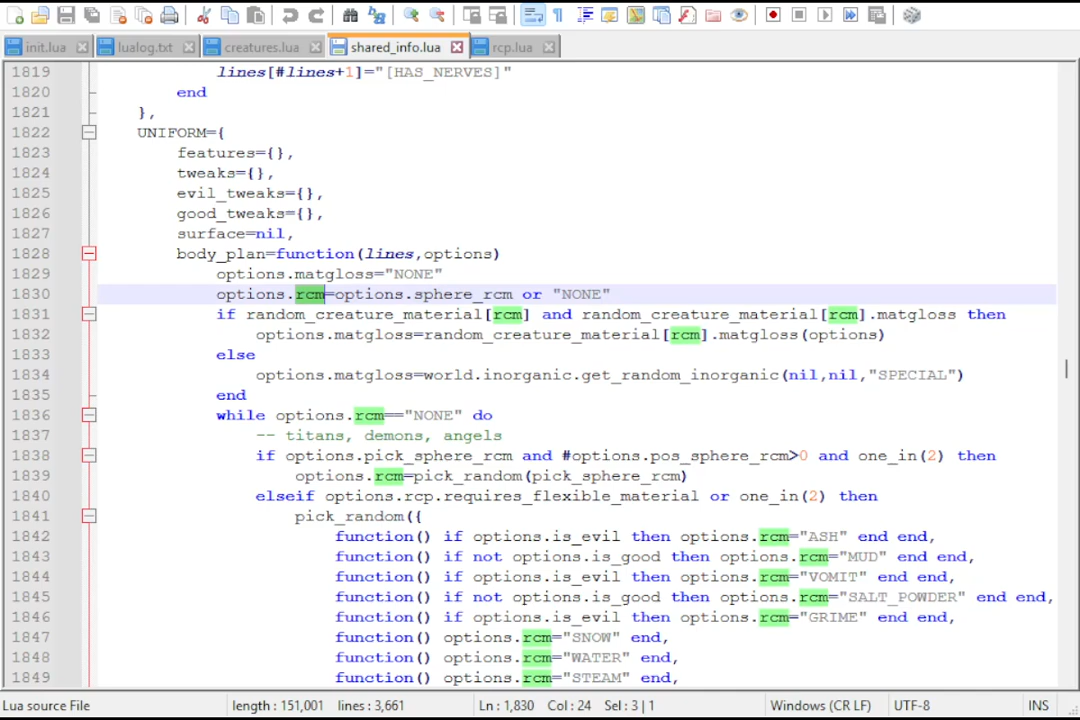 init.lua lualog.txt creatures.lua shared_info.lua rcp.lua
1819 lines[#lines+1]="[HAS_NERVES]"
1820 end
1821 },
1822 UNIFORM={
1823 features={},
1824 tweaks={},
1825 evil_tweaks={},
1826 good_tweaks={},
1827 surface=nil,
1828 body_plan=function(lines,options)
1829 options.matgloss="NONE"
1830 options.rcm=options.sphere_rcm or "NONE"
1831 if random_creature_material[rcm] and random_creature_material[rcm].matgloss then
1832 options.matgloss=random_creature_material[rcm].matgloss(options)
1833 else
1834 options.matgloss=world.inorganic.get_random_inorganic(nil,nil,"SPECIAL")
1835 end
1836 while options.rcm=="NONE" do
1837 -- titans, demons, angels
1838 if options.pick_sphere_rcm and #options.pos_sphere_rcm>0 and one_in(2) then
1839 options.rcm=pick_random(pick_sphere_rcm)
1840 elseif options.rcp.requires_flexible_material or one_in(2) then
1841 pick_random({
1842 function() if options.is_evil then options.rcm="ASH" end end,
1843 function() if not options.is_good then options.rcm="MUD" end end,
1844 function() if options.is_evil then options.rcm="VOMIT" end end,
1845 function() if not options.is_good then options.rcm="SALT_POWDER" end end,
1846 function() if options.is_evil then options.rcm="GRIME" end end,
1847 function() options.rcm="SNOW" end,
1848 function() options.rcm="WATER" end,
1849 function() options.rcm="STEAM" end,
Lua source File length : 151,001 lines : 3,661 Ln : 1,830 Col : 24 Sel : 3 | 1 Windows (CR LF) UTF-8 INS